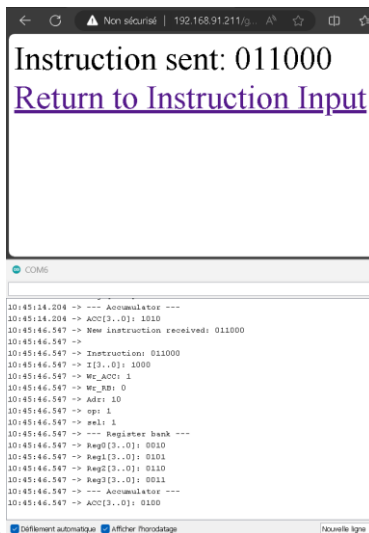 Non sécurisé | 192.168.91.211/g...
Instruction sent: 011000
Return to Instruction Input
COM6
10:45:14.204 -> --- Accumulator ---
10:45:14.204 -> ACC[3..0]: 1010
10:45:46.547 -> New instruction received: 011000
10:45:46.547 ->
10:45:46.547 -> Instruction: 011000
10:45:46.547 -> I[3..0]: 1000
10:45:46.547 -> Wr_ACC: 1
10:45:46.547 -> Wr_RB: 0
10:45:46.547 -> Adr: 10
10:45:46.547 -> op: 1
10:45:46.547 -> sel: 1
10:45:46.547 -> --- Register bank ---
10:45:46.547 -> Reg0[3..0]: 0010
10:45:46.547 -> Reg1[3..0]: 0101
10:45:46.547 -> Reg2[3..0]: 0110
10:45:46.547 -> Reg3[3..0]: 0011
10:45:46.547 -> --- Accumulator ---
10:45:46.547 -> ACC[3..0]: 0100
Défilement automatique Afficher l'horodatage Nouvelle ligne